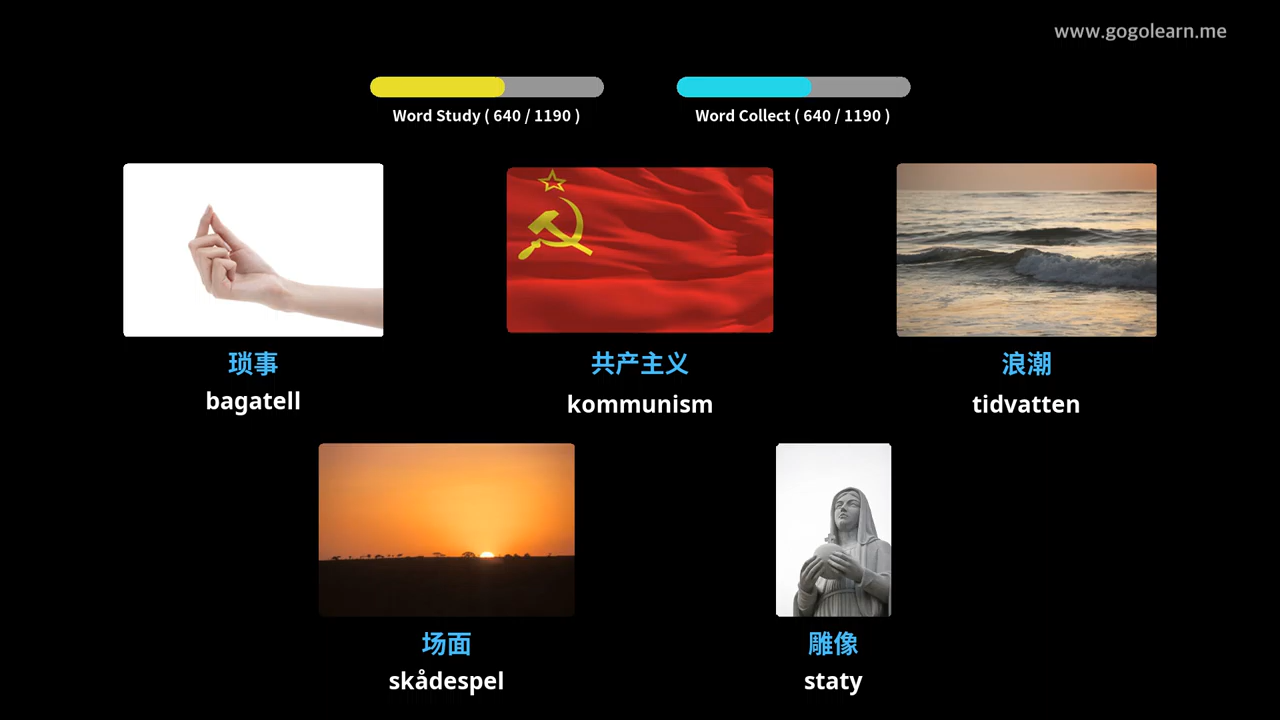 www.gogolearn.me
Word Study ( 640 / 1190 )
Word Collect ( 640 / 1190 )
琐事
bagatell
共产主义
kommunism
浪潮
tidvatten
场面
skådespel
雕像
staty